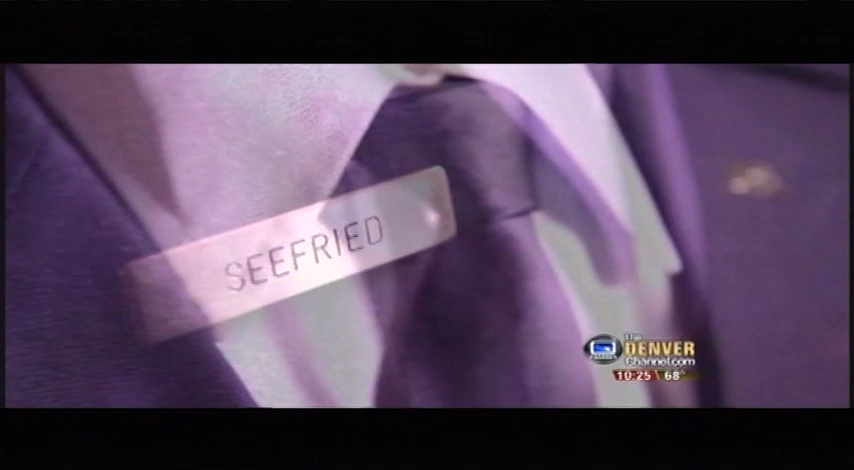 SEEFRIED
The
DENVER
Channel.com
10:25 68°